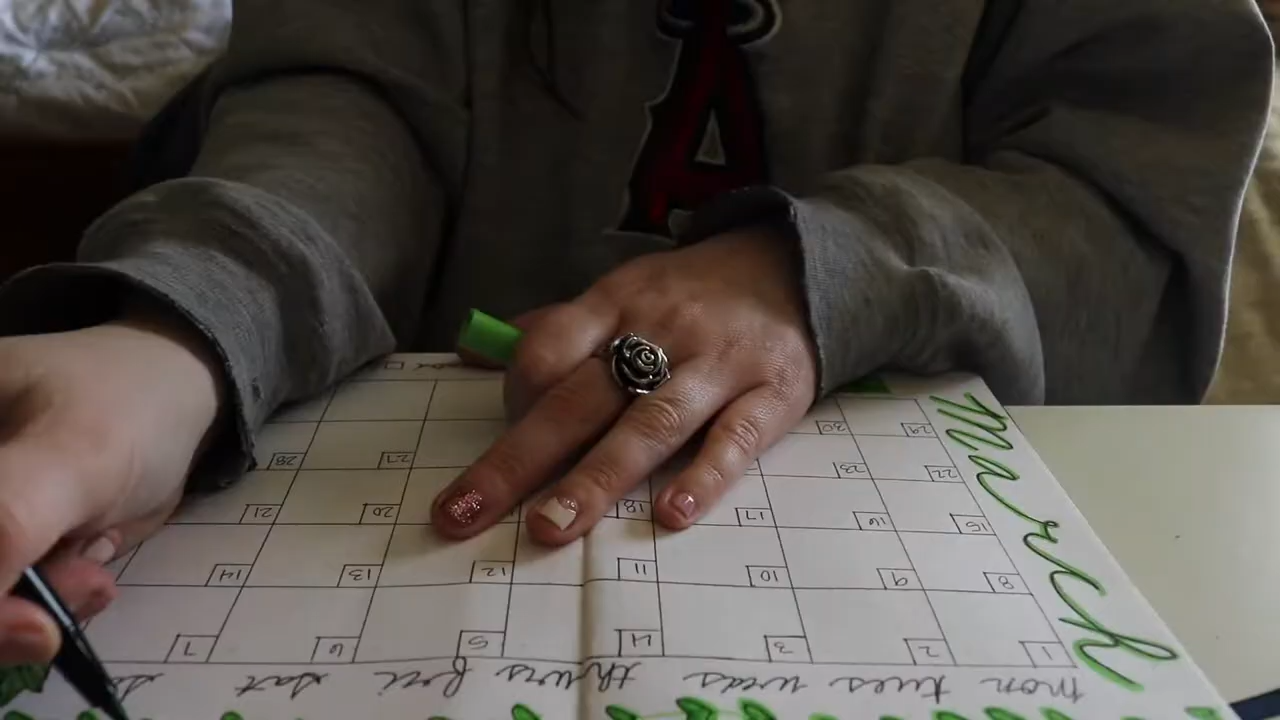 march
mon tues weds thurs fri sat
1 2 3 4 5 6 7
8 9 10 11 12 13 14
15 16 17 18 20 21
22 23 27 28
29 30
A